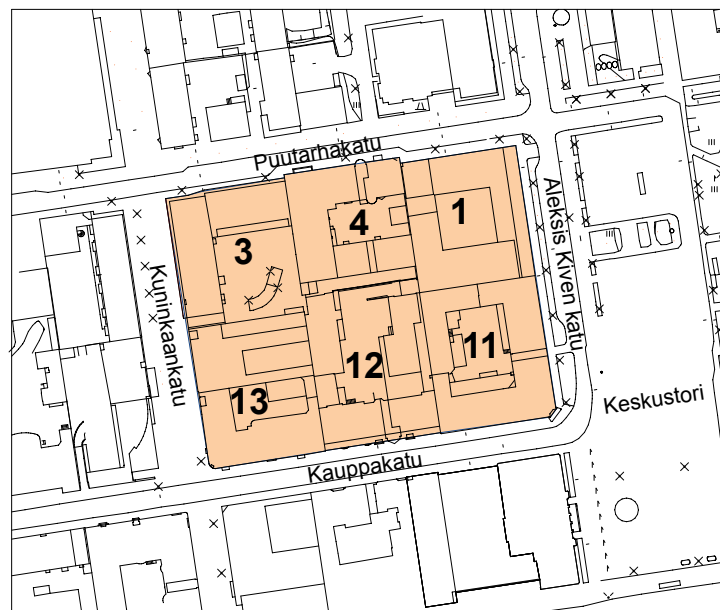 Puutarhakatu
4
1
3
Aleksis Kiven katu
Kuninkaankatu
11
12
13
Keskustori
Kauppakatu